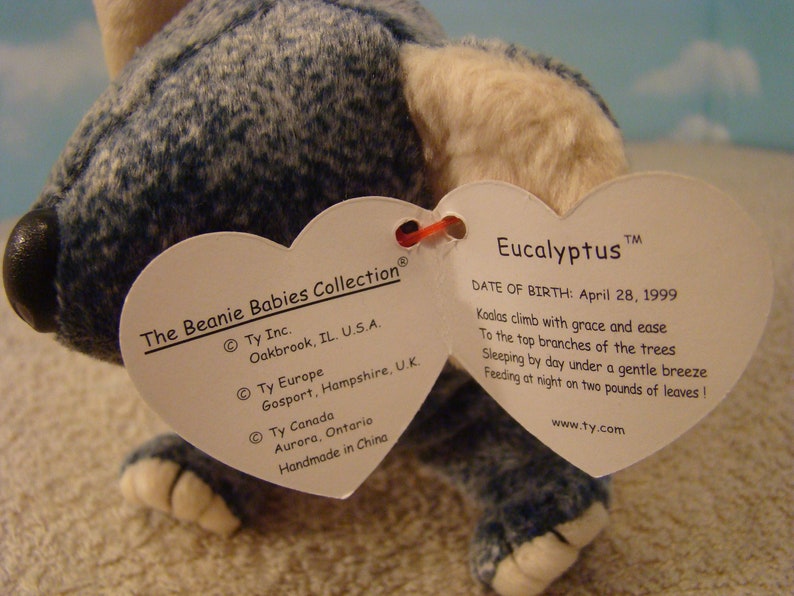 The Beanie Babies Collection®
© Ty Inc.
Oakbrook, IL. U.S.A.
© Ty Europe
Gosport, Hampshire, U.K.
© Ty Canada
Aurora, Ontario
Handmade in China
Eucalyptus™
DATE OF BIRTH: April 28, 1999
Koalas climb with grace and ease
To the top branches of the trees
Sleeping by day under a gentle breeze
Feeding at night on two pounds of leaves !
www.ty.com